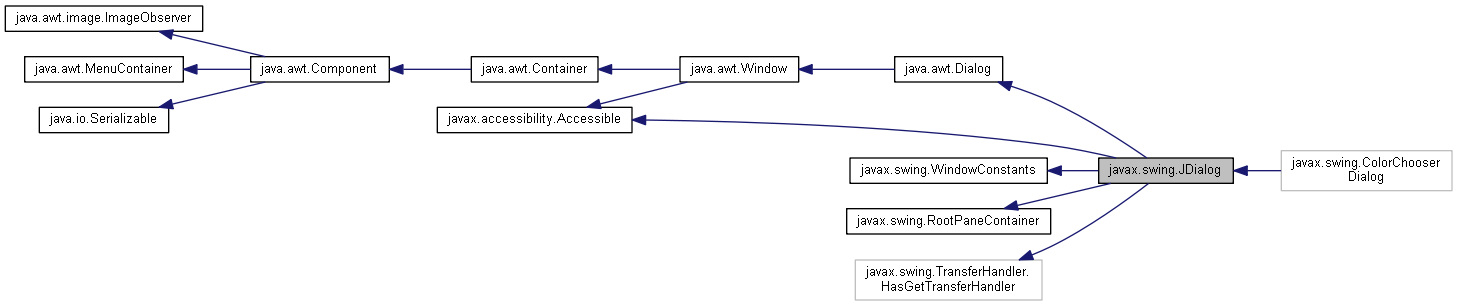 java.awt.image.ImageObserver
java.awt.MenuContainer
java.awt.Component
java.awt.Container
java.awt.Window
java.awt.Dialog
java.io.Serializable
javax.accessibility.Accessible
javax.swing.WindowConstants
javax.swing.JDialog
javax.swing.ColorChooser
Dialog
javax.swing.RootPaneContainer
javax.swing.TransferHandler.
HasGetTransferHandler